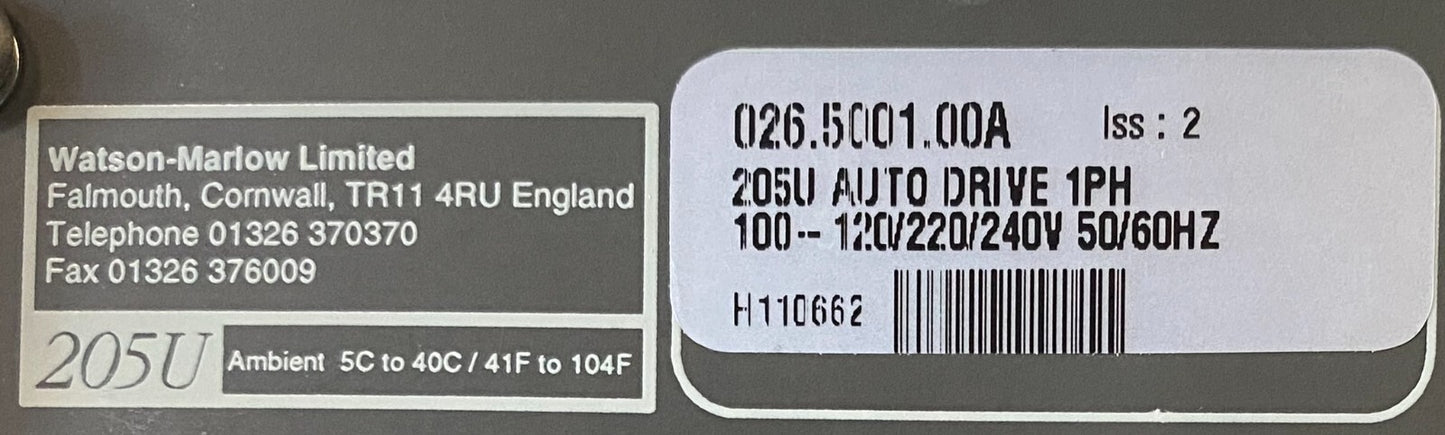 Watson-Marlow Limited
Falmouth, Cornwall, TR11 4RU England
Telephone 01326 370370
Fax 01326 376009
205U
Ambient 5C to 40C / 41F to 104F
026.5001.00A Iss : 2
205U AUTO DRIVE 1PH
100-- 120/220/240V 50/60HZ
H110662